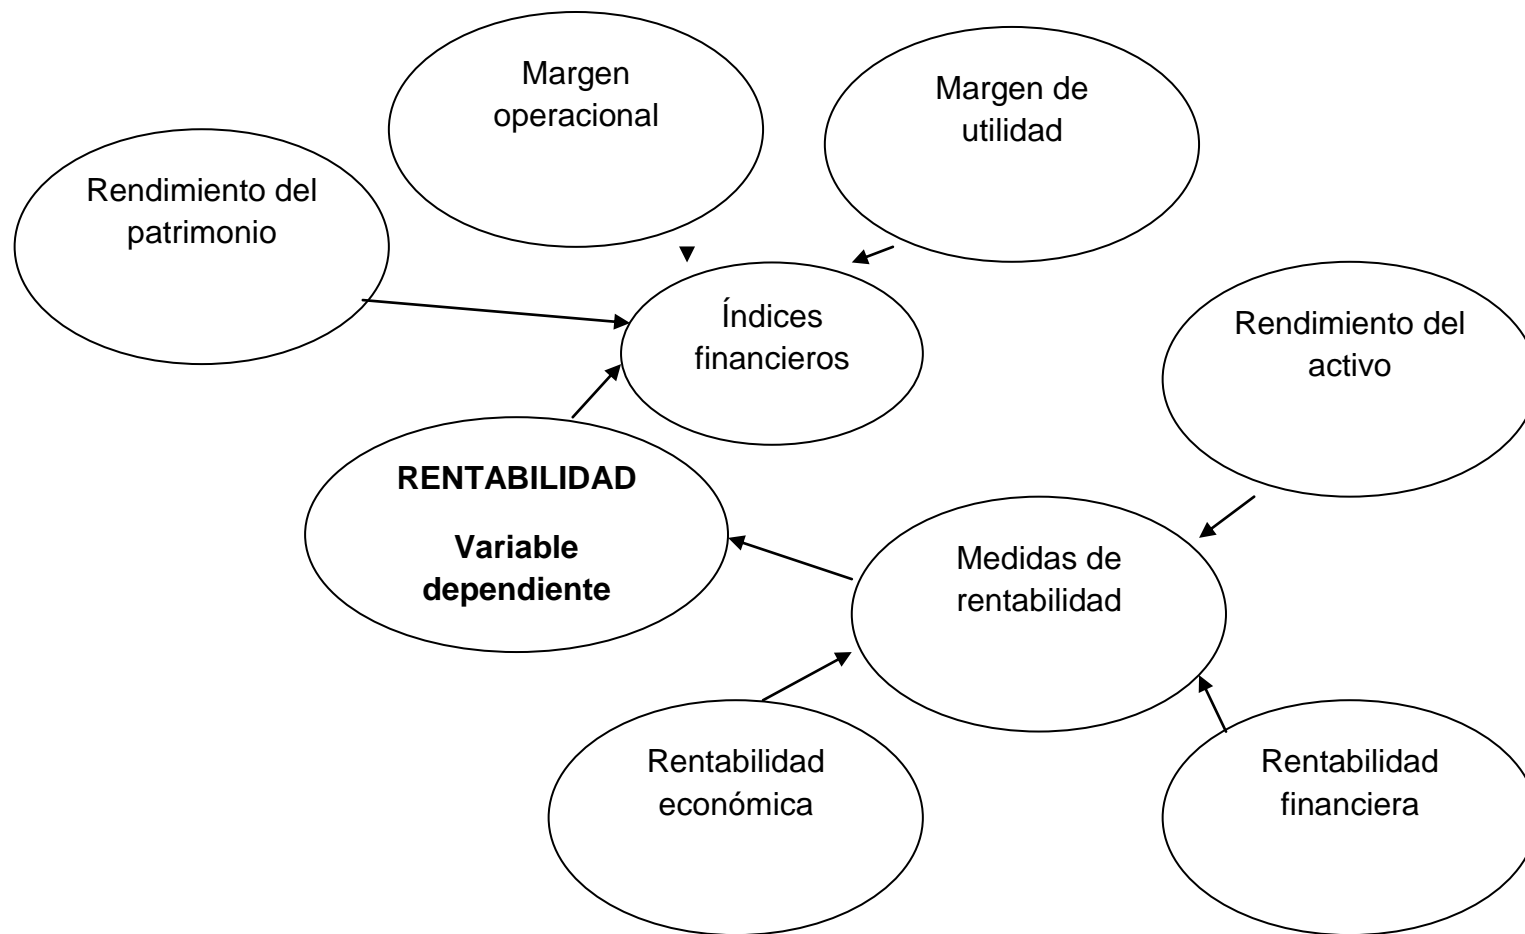 Margen
operacional
Margen de
utilidad
Rendimiento del
patrimonio
Índices
financieros
Rendimiento del
activo
RENTABILIDAD
Variable
dependiente
Medidas de
rentabilidad
Rentabilidad
económica
Rentabilidad
financiera